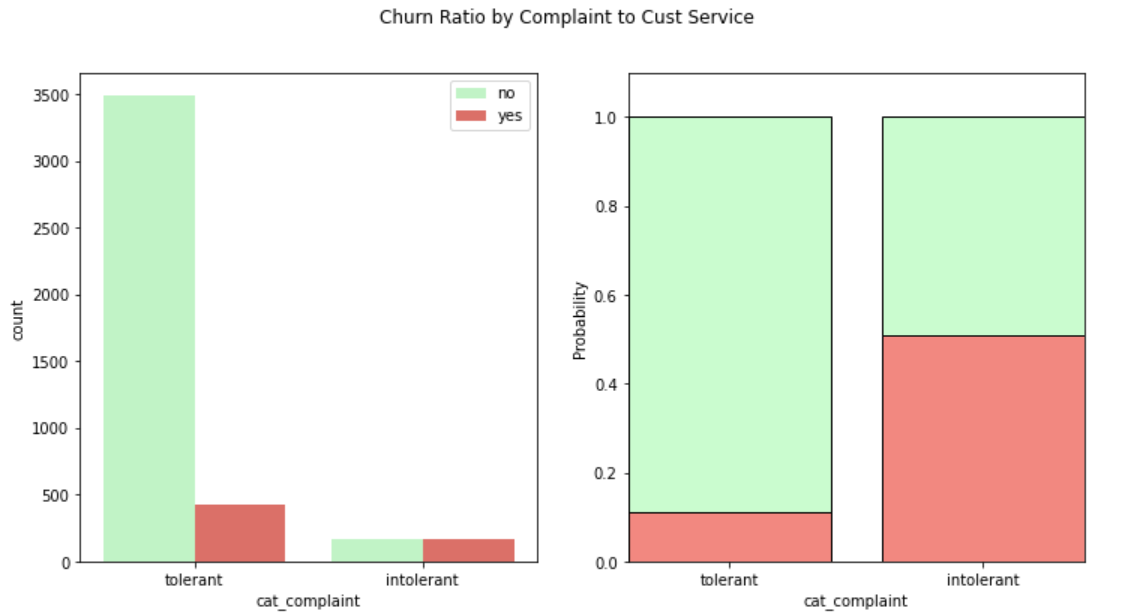 Churn Ratio by Complaint to Cust Service
3500
3000
2500
2000
1500
1000
500
0
count
no
yes
tolerant
intolerant
cat_complaint
1.0
0.8
0.6
0.4
0.2
0.0
Probability
tolerant
intolerant
cat_complaint